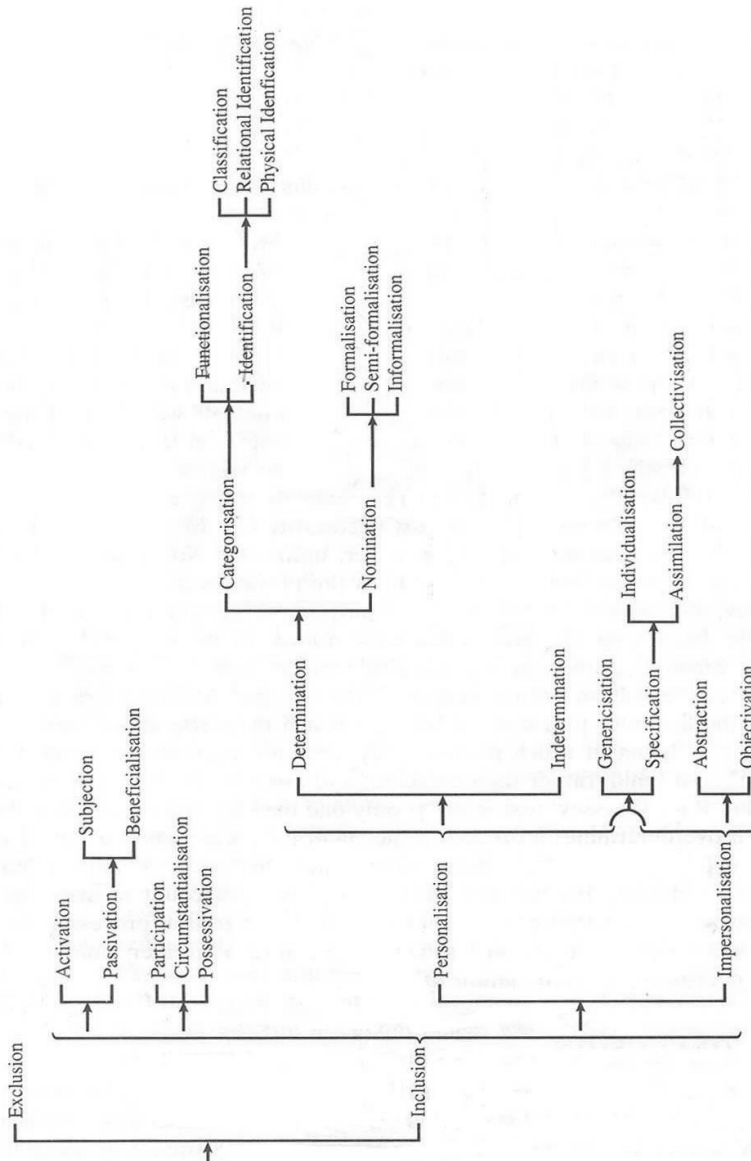 Exclusion
Inclusion
Activation
Passivation
Subjection
Beneficialisation
Participation
Circumstantialisation
Possessivation
Personalisation
Impersonalisation
Determination
Indetermination
Genericisation
Specification
Abstraction
Objectivation
Categorisation
Nomination
Functionalisation
Identification
Classification
Relational Identification
Physical Idenfication
Formalisation
Semi-formalisation
Informalisation
Individualisation
Assimilation
Collectivisation